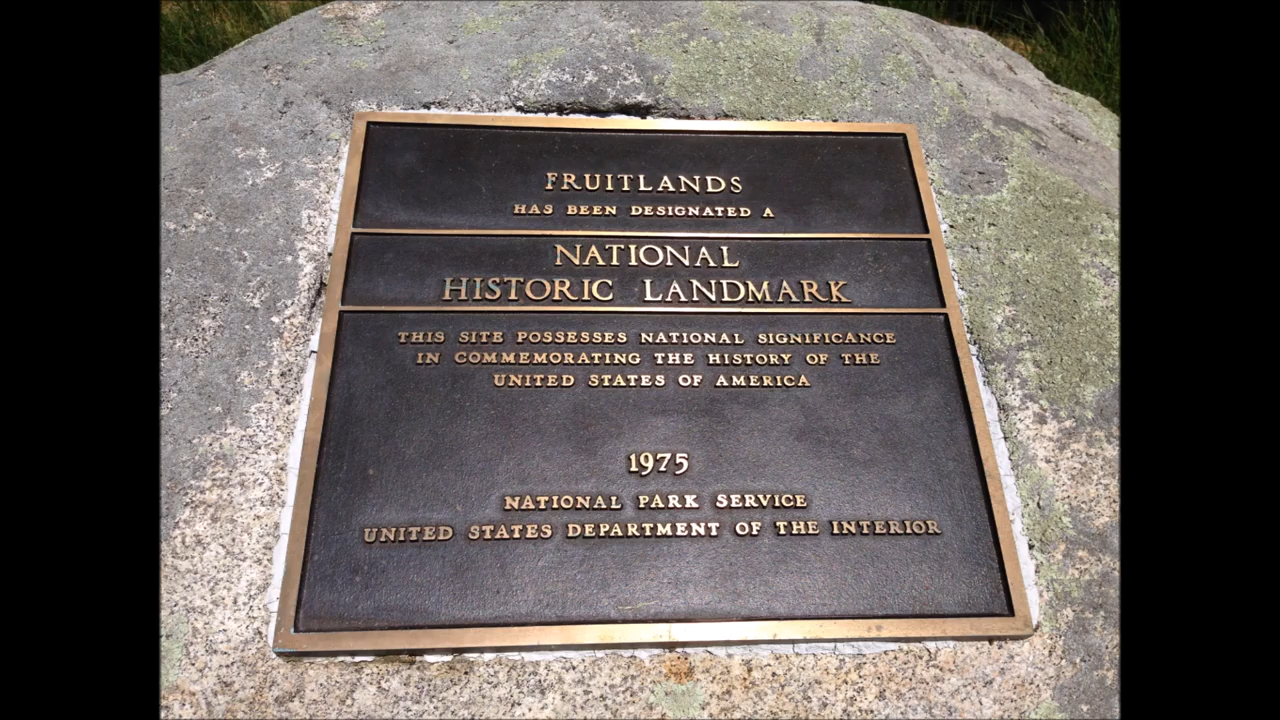 FRUITLANDS
HAS BEEN DESIGNATED A
NATIONAL
HISTORIC LANDMARK
THIS SITE POSSESSES NATIONAL SIGNIFICANCE
IN COMMEMORATING THE HISTORY OF THE
UNITED STATES OF AMERICA
1975
NATIONAL PARK SERVICE
UNITED STATES DEPARTMENT OF THE INTERIOR